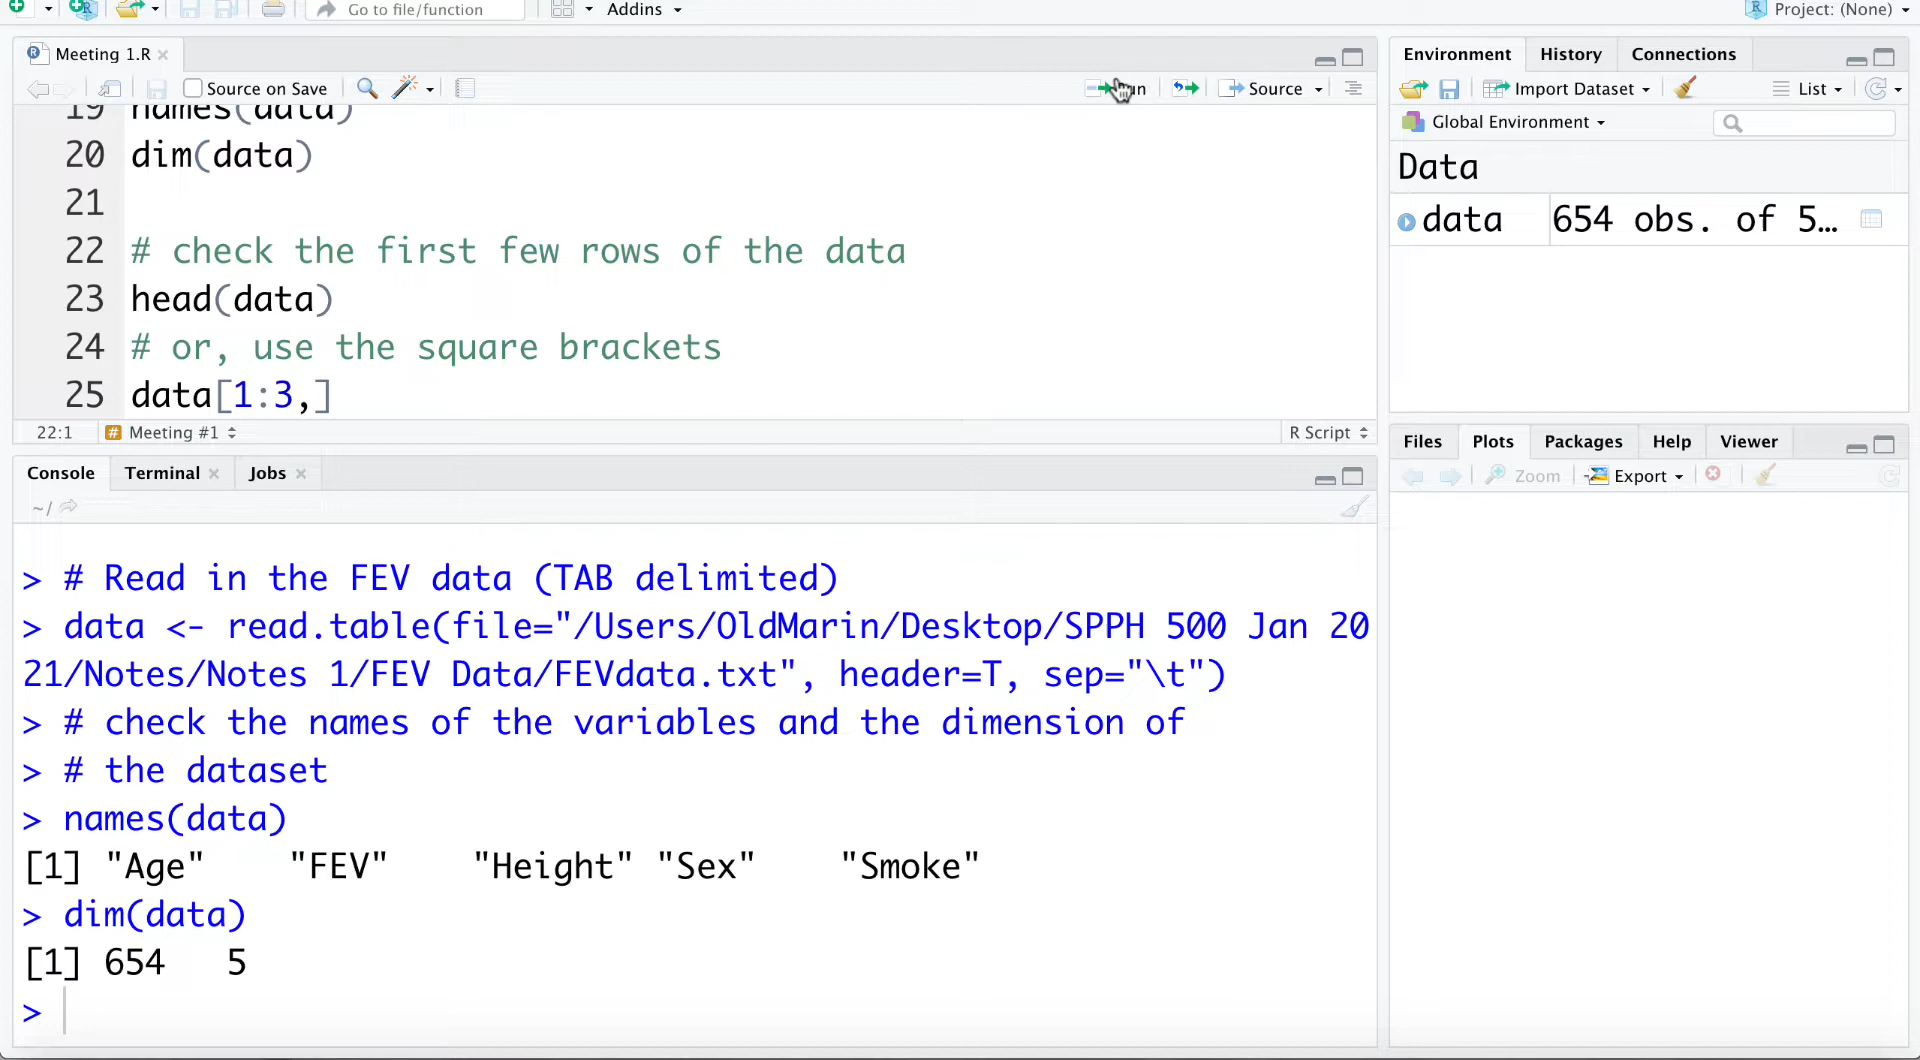 Go to file/function
Addins
Project: (None)
Meeting 1.R
Source on Save
Source
19 names(data)
20 dim(data)
21
22 # check the first few rows of the data
23 head(data)
24 # or, use the square brackets
25 data[1:3,]
22:1 Meeting #1
R Script
Console Terminal Jobs
~/
> # Read in the FEV data (TAB delimited)
> data <- read.table(file="/Users/OldMarin/Desktop/SPPH 500 Jan 20
21/Notes/Notes 1/FEV Data/FEVdata.txt", header=T, sep="\t")
> # check the names of the variables and the dimension of
> # the dataset
> names(data)
[1] "Age" "FEV" "Height" "Sex" "Smoke"
> dim(data)
[1] 654 5
>
Environment History Connections
Import Dataset List
Global Environment
Data
data 654 obs. of 5…
Files Plots Packages Help Viewer
Zoom Export